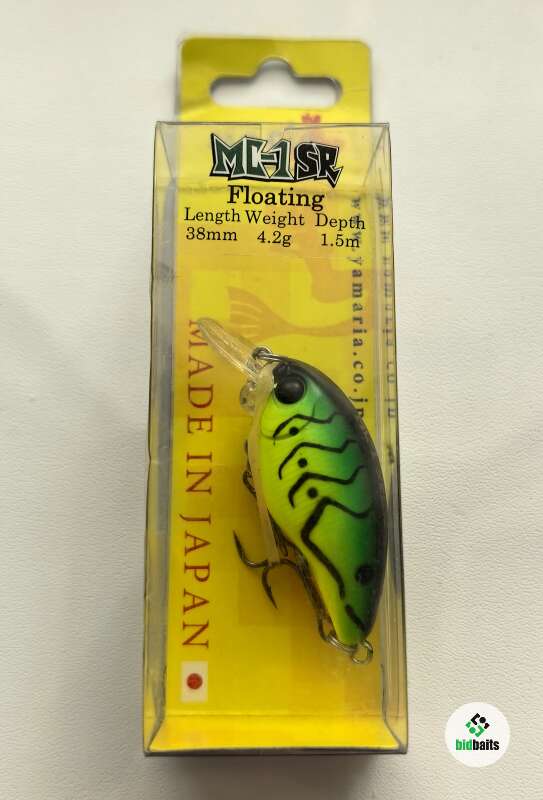 MC-1 SR
Floating
Length Weight Depth
38mm 4.2g 1.5m
www.yamaria.co.jp
MADE IN JAPAN
bidbaits